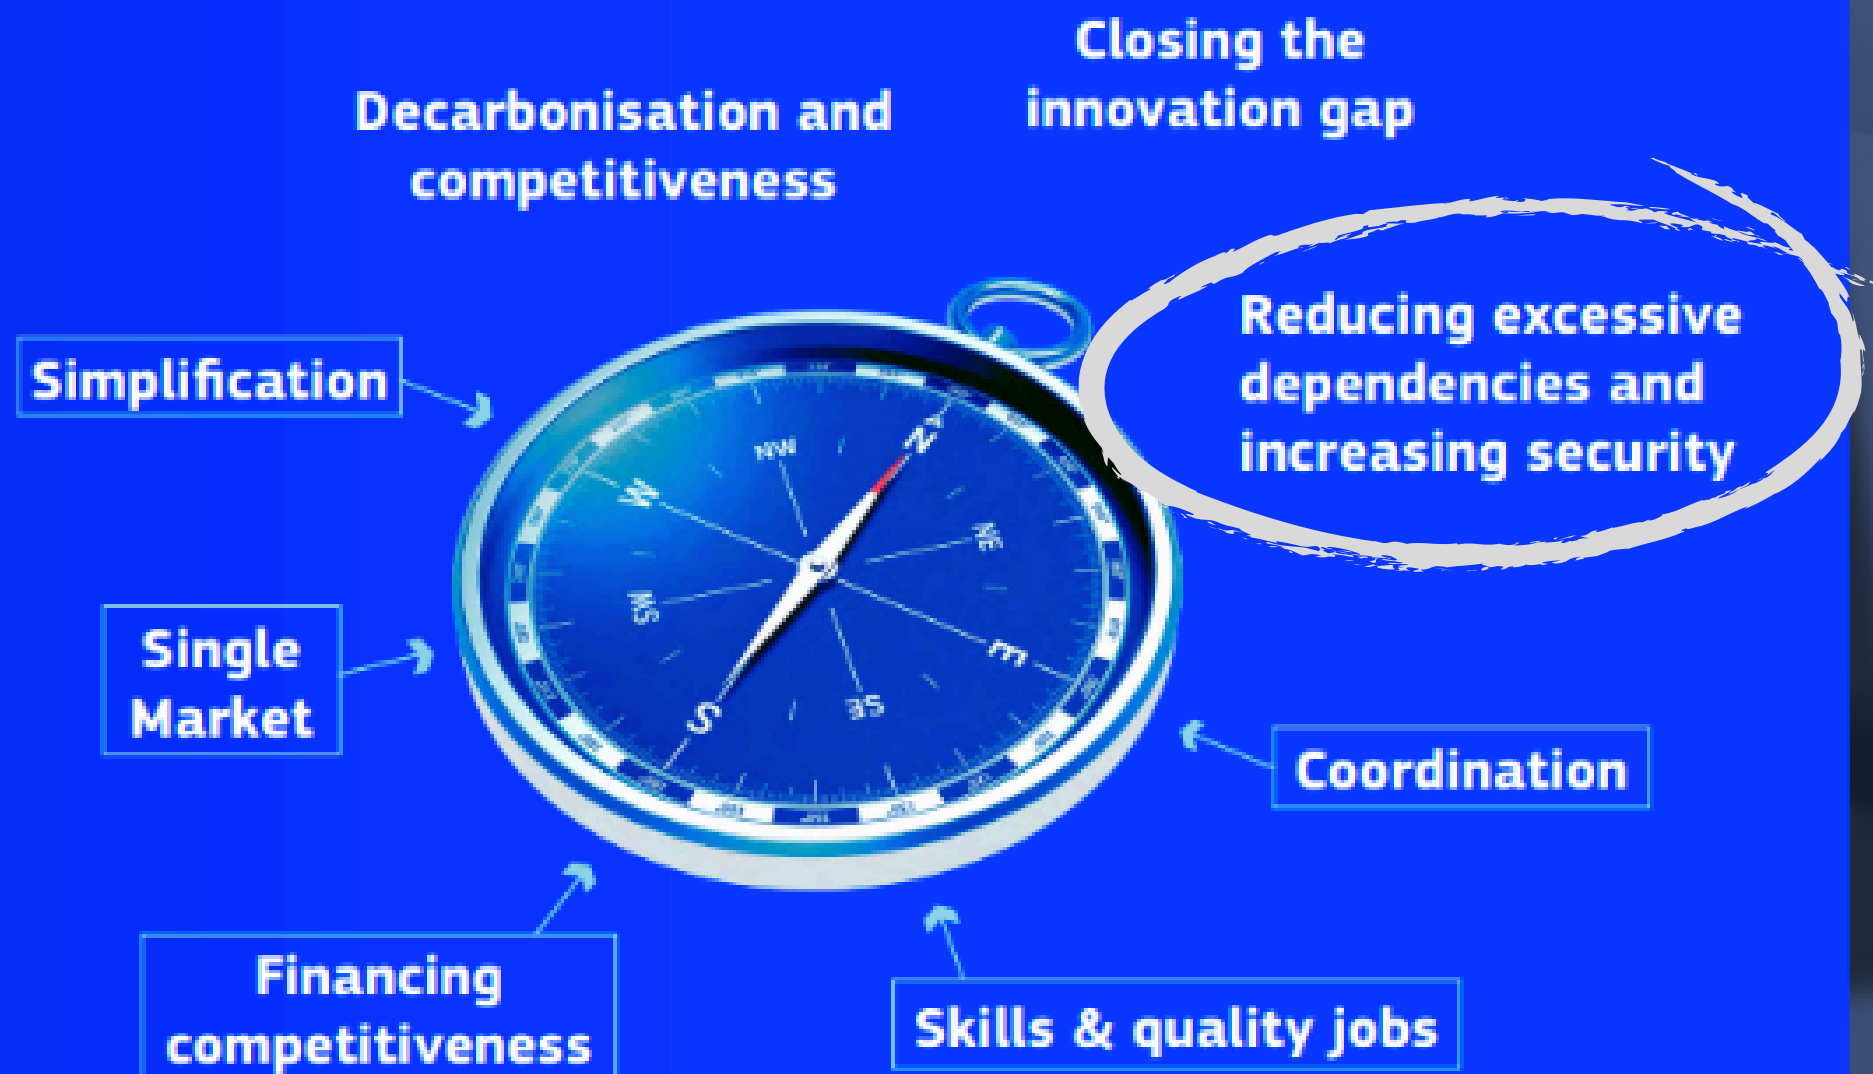 Closing the
innovation gap
Decarbonisation and
competitiveness
Reducing excessive
dependencies and
increasing security
Simplification
Single
Market
Coordination
Financing
competitiveness
Skills & quality jobs
N
NE
E
SE
S
SW
W
NW